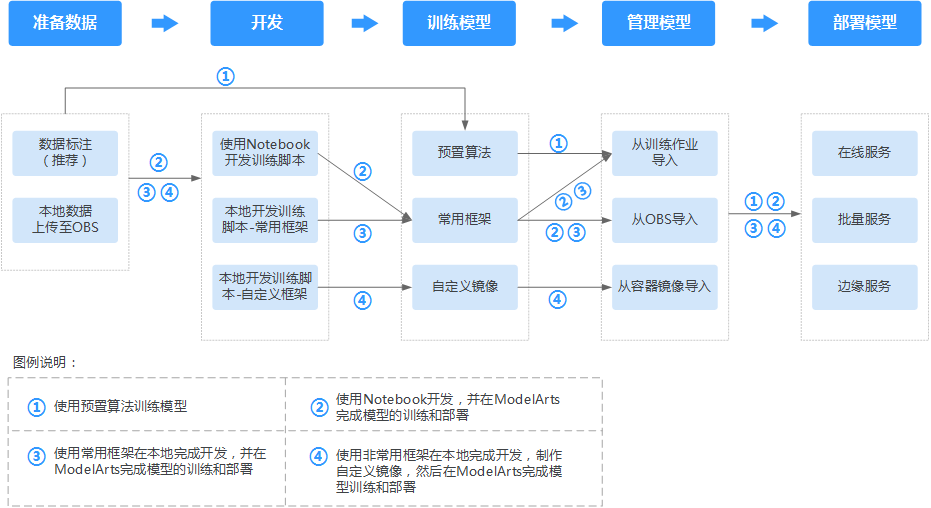 准备数据
开发
训练模型
管理模型
部署模型
①
数据标注
（推荐）
本地数据
上传至OBS
②
③ ④
使用Notebook
开发训练脚本
本地开发训练
脚本-常用框架
本地开发训练脚
本-自定义框架
②
③
④
预置算法
常用框架
自定义镜像
①
② ③
② ③
④
从训练作业
导入
从OBS导入
从容器镜像导入
① ②
③ ④
在线服务
批量服务
边缘服务
图例说明：
① 使用预置算法训练模型
② 使用Notebook开发，并在ModelArts
完成模型的训练和部署
③ 使用常用框架在本地完成开发，并在
ModelArts完成模型的训练和部署
④ 使用非常用框架在本地完成开发，制作
自定义镜像，然后在ModelArts完成模
型训练和部署